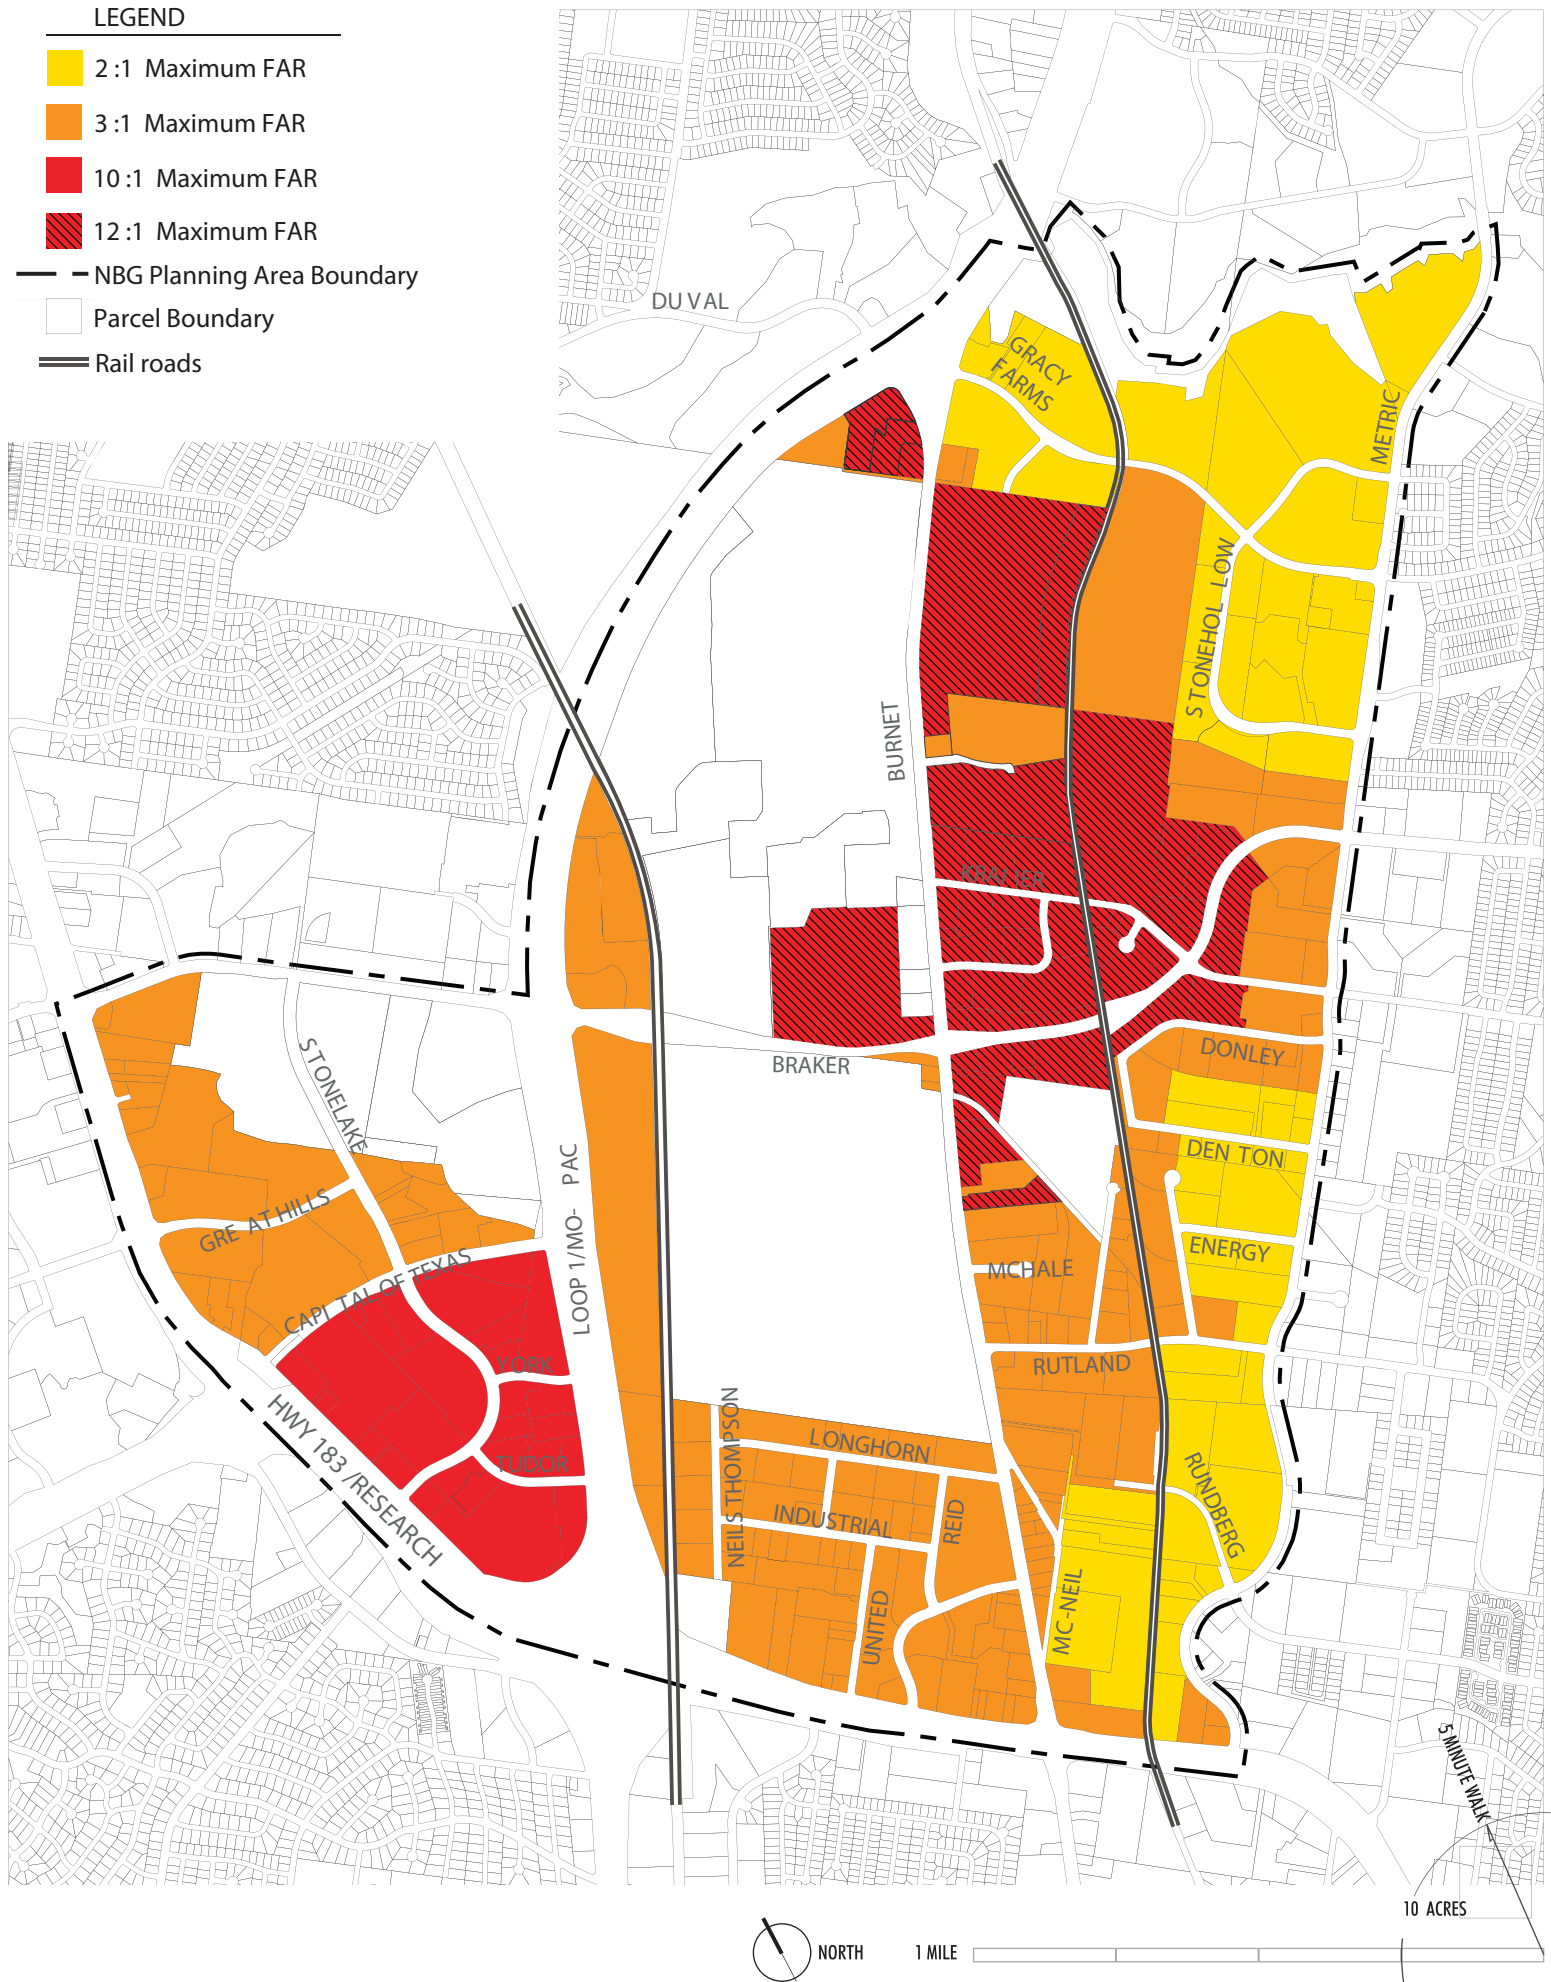 LEGEND
2 :1 Maximum FAR
3 :1 Maximum FAR
10 :1 Maximum FAR
12 :1 Maximum FAR
NBG Planning Area Boundary
Parcel Boundary
Rail roads
DU VAL
GRACY
FARMS
METRIC
S TONEHOL LOW
BURNET
KRAMER
BRAKER
DONLEY
DEN TON
ENERGY
S TONELAKE
GRE AT HILLS
CAPI TAL OF TEXAS
LOOP 1/MO- PAC
MCHALE
RUTLAND
YORK
TUDOR
HWY 183 /RESEARCH
NEILS THOMPSON
LONGHORN
INDUSTRIAL
REID
UNITED
MC-NEIL
RUNDBERG
5 MINUTE WALK
10 ACRES
NORTH
1 MILE